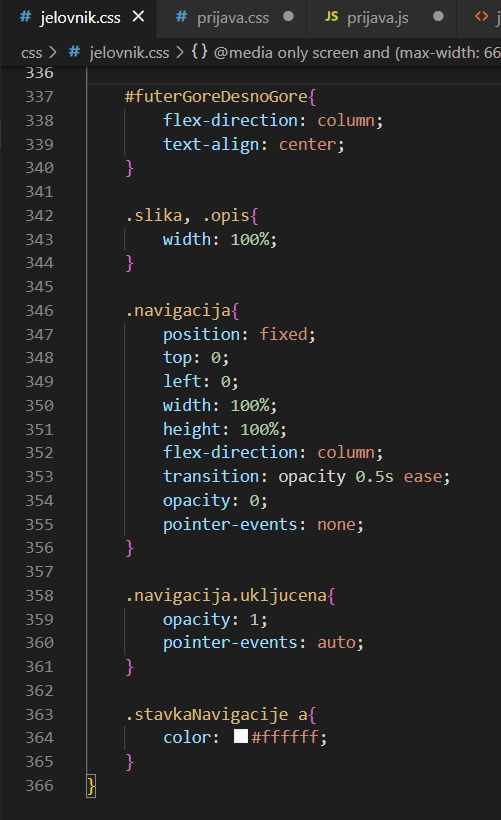 # jelovnik.css × # prijava.css ● JS prijava.js ● <> j
css > # jelovnik.css > {} @media only screen and (max-width: 66
336
337 #futerGoreDesnoGore{
338 flex-direction: column;
339 text-align: center;
340 }
341
342 .slika, .opis{
343 width: 100%;
344 }
345
346 .navigacija{
347 position: fixed;
348 top: 0;
349 left: 0;
350 width: 100%;
351 height: 100%;
352 flex-direction: column;
353 transition: opacity 0.5s ease;
354 opacity: 0;
355 pointer-events: none;
356 }
357
358 .navigacija.ukljucena{
359 opacity: 1;
360 pointer-events: auto;
361 }
362
363 .stavkaNavigacije a{
364 color: #ffffff;
365 }
366 }